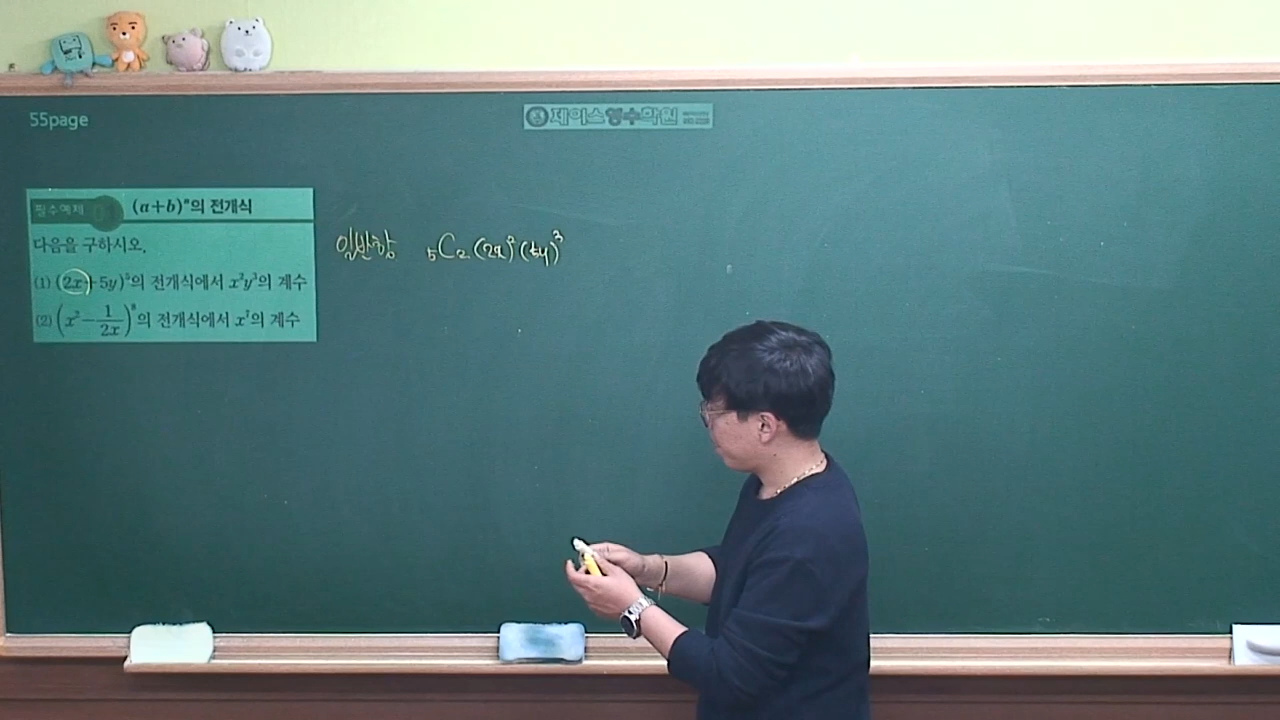 55page
제이스영수학원
필수예제 01 (a+b)ⁿ의 전개식
다음을 구하시오.
(1) (2x+5y)⁵의 전개식에서 x²y³의 계수
(2) (x² − 1/2x)⁸의 전개식에서 x⁷의 계수
일반항 ₅C₂(2x)²(5y)³